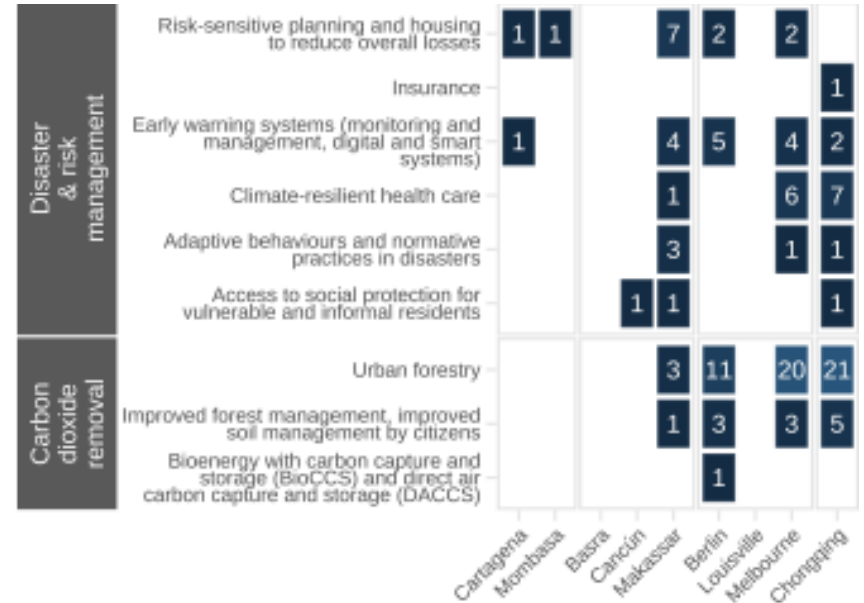 Disaster
& risk
management
Risk-sensitive planning and housing
to reduce overall losses
1 1 7 2 2
Insurance
1
Early warning systems (monitoring and
management, digital and smart
systems)
1 4 5 4 2
Climate-resilient health care
1 6 7
Adaptive behaviours and normative
practices in disasters
3 1 1
Access to social protection for
vulnerable and informal residents
1 1 1
Carbon
dioxide
removal
Urban forestry
3 11 20 21
Improved forest management, improved
soil management by citizens
1 3 3 5
Bioenergy with carbon capture and
storage (BioCCS) and direct air
carbon capture and storage (DACCS)
1
Cartagena
Mombasa
Basra
Cancún
Makassar
Berlin
Louisville
Melbourne
Chongqing